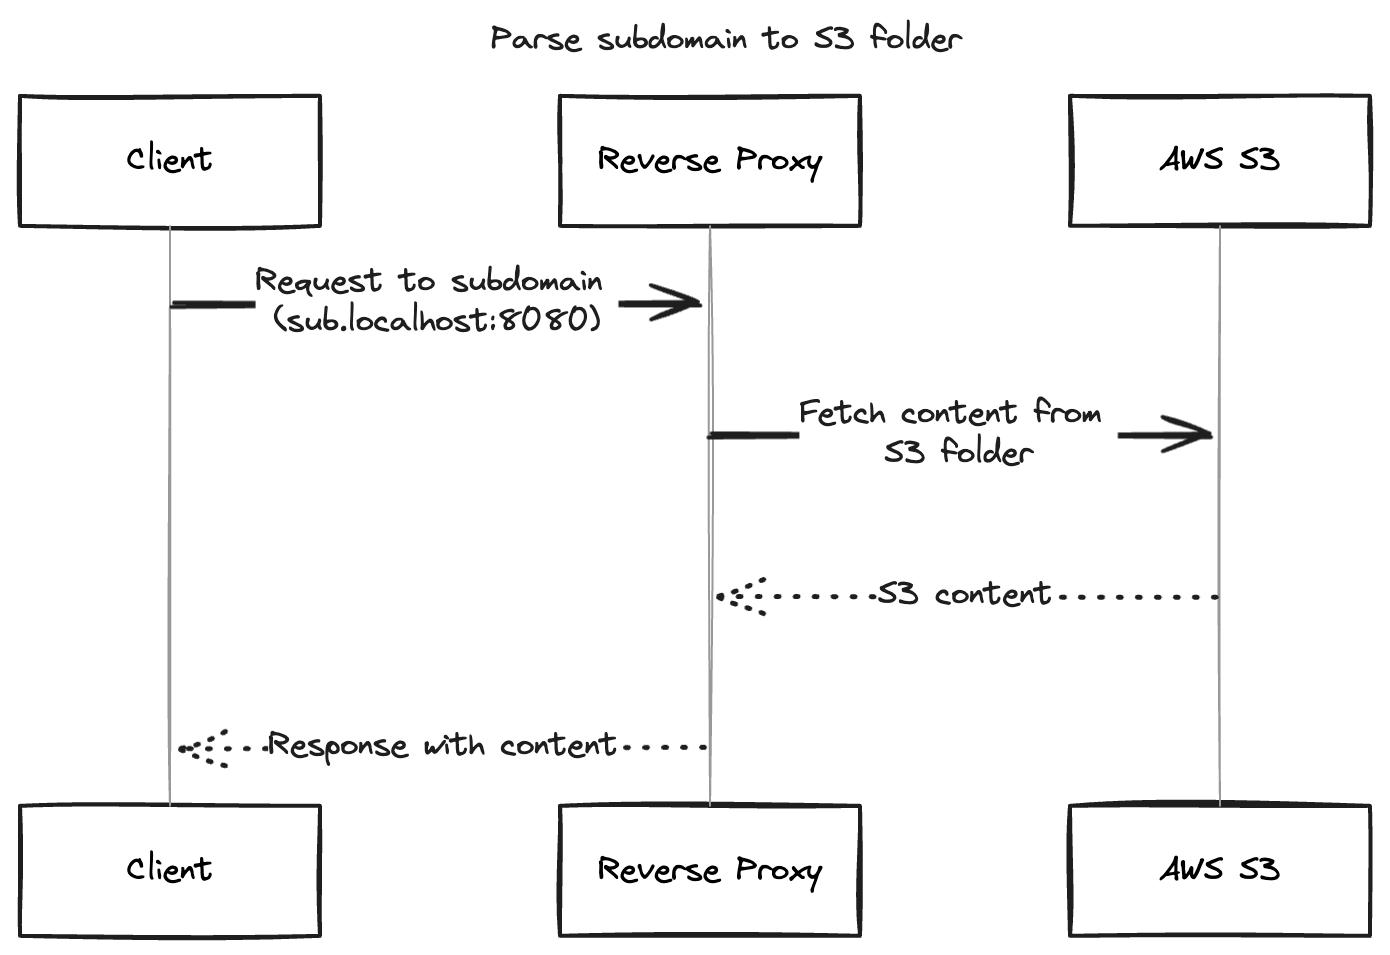 Parse subdomain to S3 folder
Client
Reverse Proxy
AWS S3
Request to subdomain
(sub.localhost:8080)
Fetch content from
S3 folder
S3 content
Response with content
Client
Reverse Proxy
AWS S3